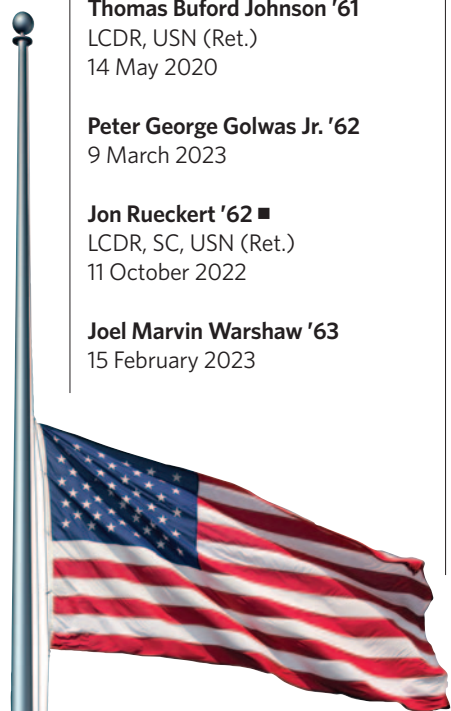 Thomas Buford Johnson ’61
LCDR, USN (Ret.)
14 May 2020
Peter George Golwas Jr. ’62
9 March 2023
Jon Rueckert ’62 ■
LCDR, SC, USN (Ret.)
11 October 2022
Joel Marvin Warshaw ’63
15 February 2023